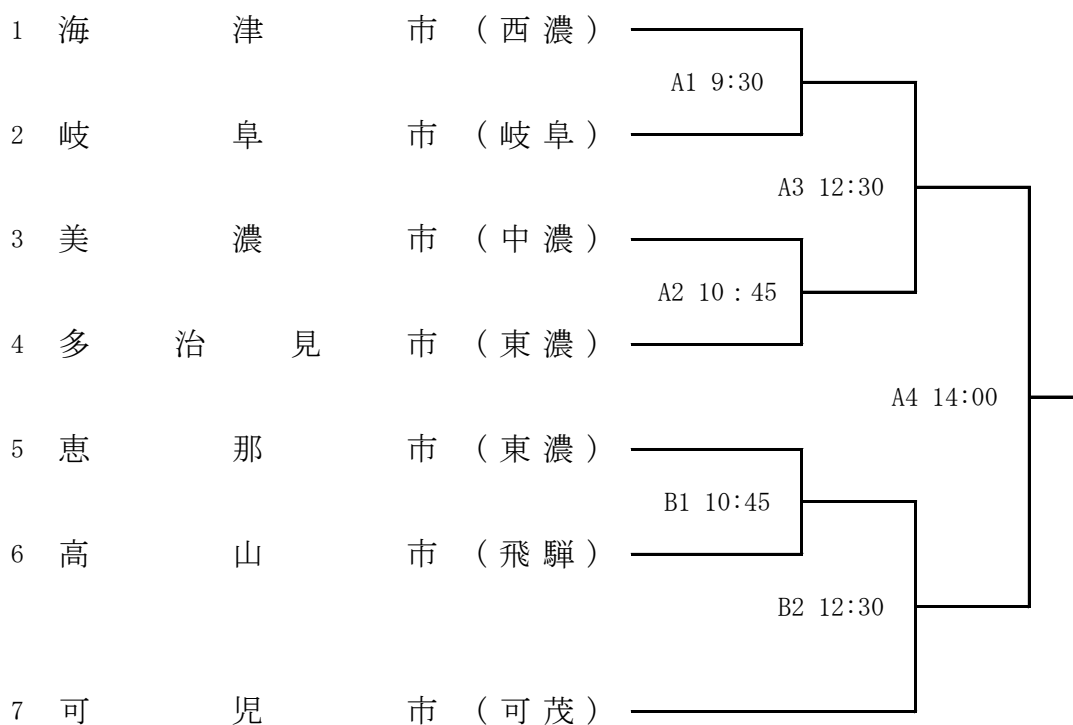 1 海津市（西濃）
A1 9:30
2 岐阜市（岐阜）
A3 12:30
3 美濃市（中濃）
A2 10：45
4 多治見市（東濃）
A4 14:00
5 恵那市（東濃）
B1 10:45
6 高山市（飛騨）
B2 12:30
7 可児市（可茂）